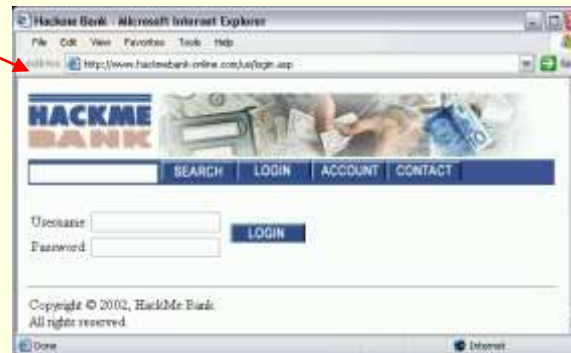 Hackme Bank - Microsoft Internet Explorer
File Edit View Favorites Tools Help
Address http://www.hackmebank-online.com/us/login.asp
HACKME
BANK
SEARCH LOGIN ACCOUNT CONTACT
Username
LOGIN
Password
Copyright © 2002, HackMe Bank
All rights reserved
Done Internet